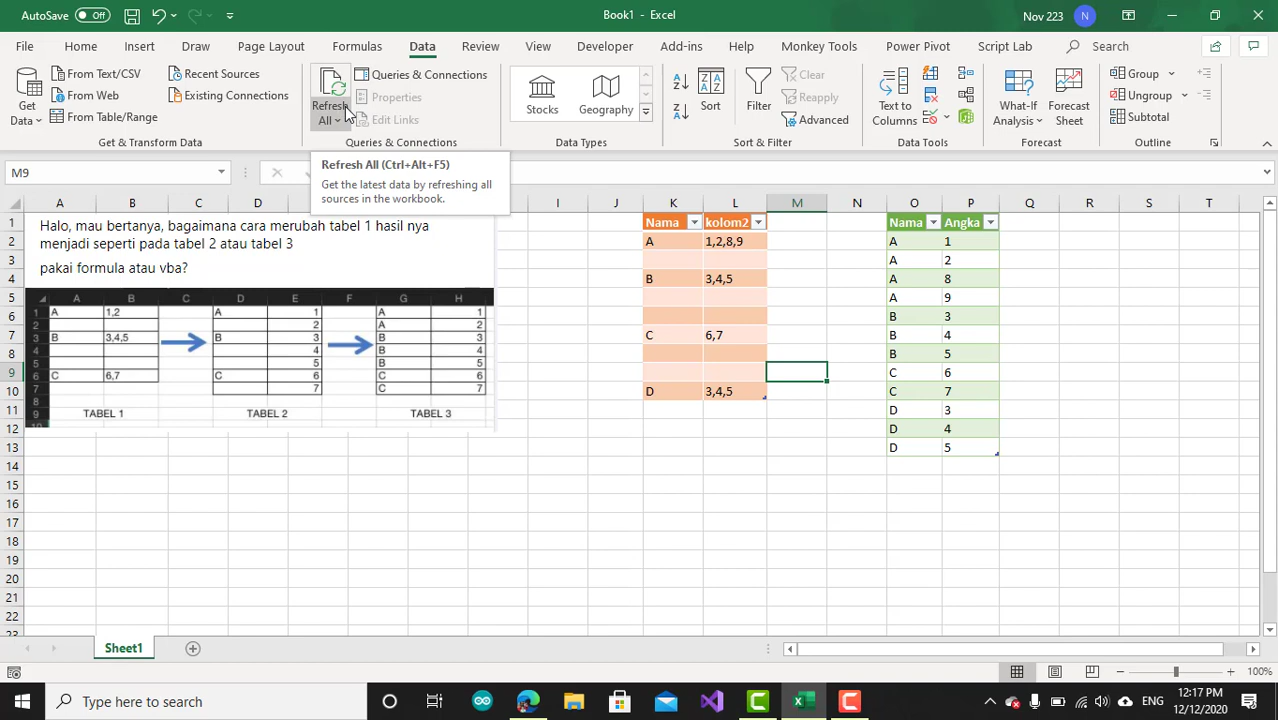 AutoSave Off Book1 - Excel Nov 223 N
File Home Insert Draw Page Layout Formulas Data Review View Developer Add-ins Help Monkey Tools Power Pivot Script Lab Search
Get Data From Text/CSV Recent Sources Refresh All Queries & Connections Stocks Geography Sort Filter Clear Text to Columns What-If Analysis Forecast Sheet Group
From Web Existing Connections Properties Reapply Ungroup
From Table/Range Edit Links Advanced Subtotal
Get & Transform Data Queries & Connections Data Types Sort & Filter Data Tools Forecast Outline
M9
Refresh All (Ctrl+Alt+F5)
Get the latest data by refreshing all
sources in the workbook.
A B C D I J K L M N O P Q R S T
1 Halo, mau bertanya, bagaimana cara merubah tabel 1 hasil nya Nama kolom2 Nama Angka
2 menjadi seperti pada tabel 2 atau tabel 3 A 1,2,8,9 A 1
3 A 2
4 pakai formula atau vba? B 3,4,5 A 8
5 A 9
6 B 3
7 C 6,7 B 4
8 B 5
9 C 6
10 D 3,4,5 C 7
11 D 3
12 D 4
13 D 5
14
15
16
17
18
19
20
21
22
23
A B C D E F G H
1 A 1,2 A 1 A 1
2 2 A 2
3 B 3,4,5 B 3 B 3
4 4 B 4
5 5 B 5
6 C 6,7 C 6 C 6
7 7 C 7
8
9 TABEL 1 TABEL 2 TABEL 3
10
Sheet1
100%
Type here to search ENG 12:17 PM
12/12/2020